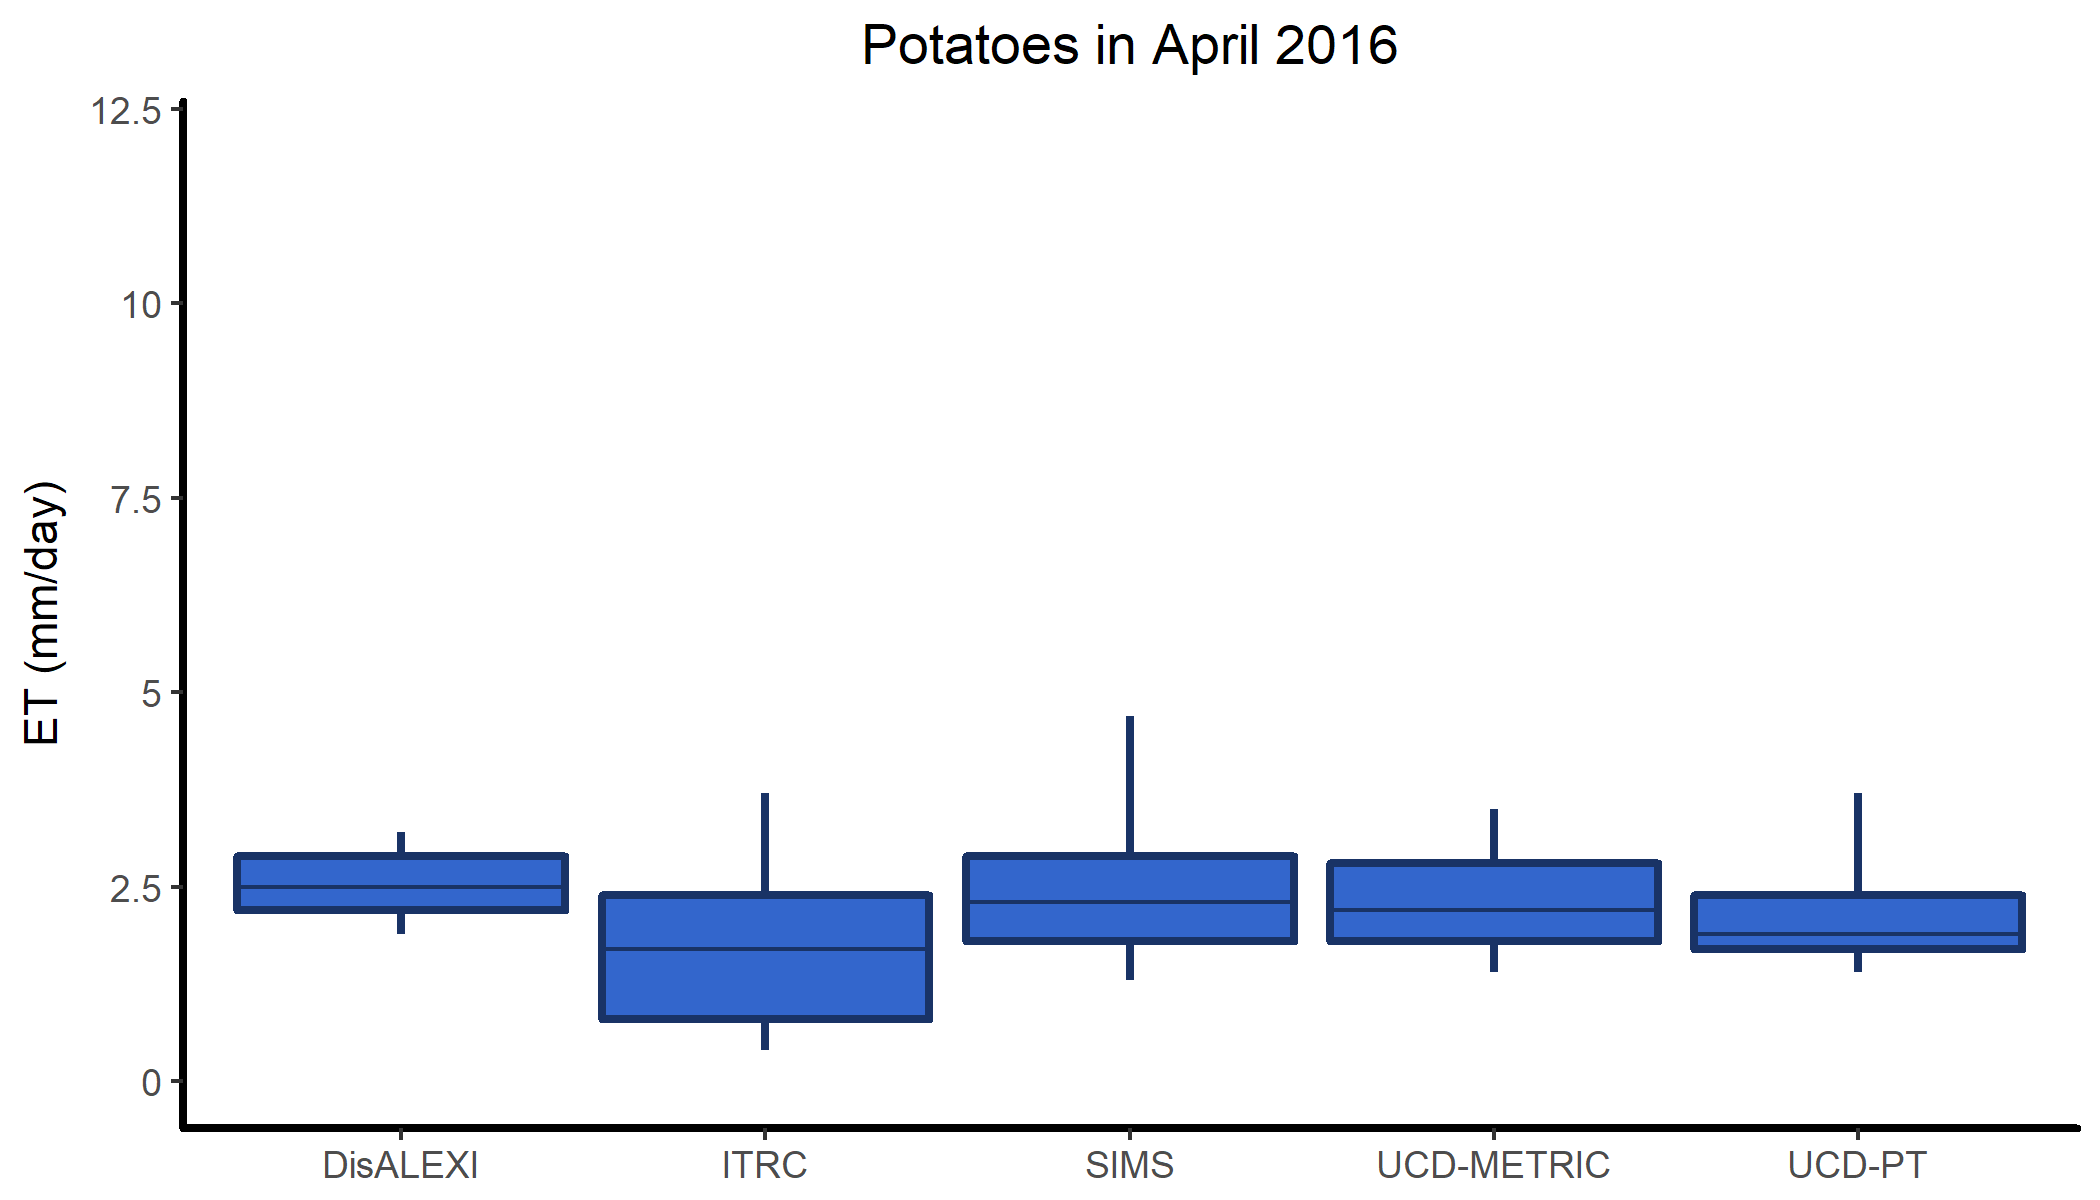 Potatoes in April 2016
ET (mm/day)
12.5
10
7.5
5
2.5
0
DisALEXI
ITRC
SIMS
UCD-METRIC
UCD-PT